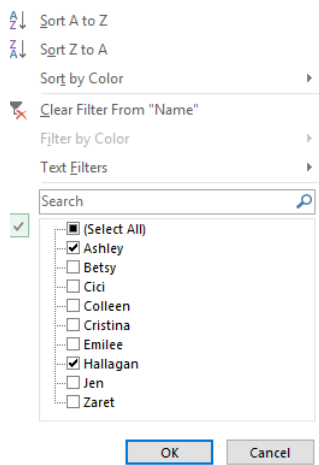 Sort A to Z
Sort Z to A
Sort by Color
Clear Filter From "Name"
Filter by Color
Text Filters
Search
(Select All)
Ashley
Betsy
Cici
Colleen
Cristina
Emilee
Hallagan
Jen
Zaret
OK Cancel